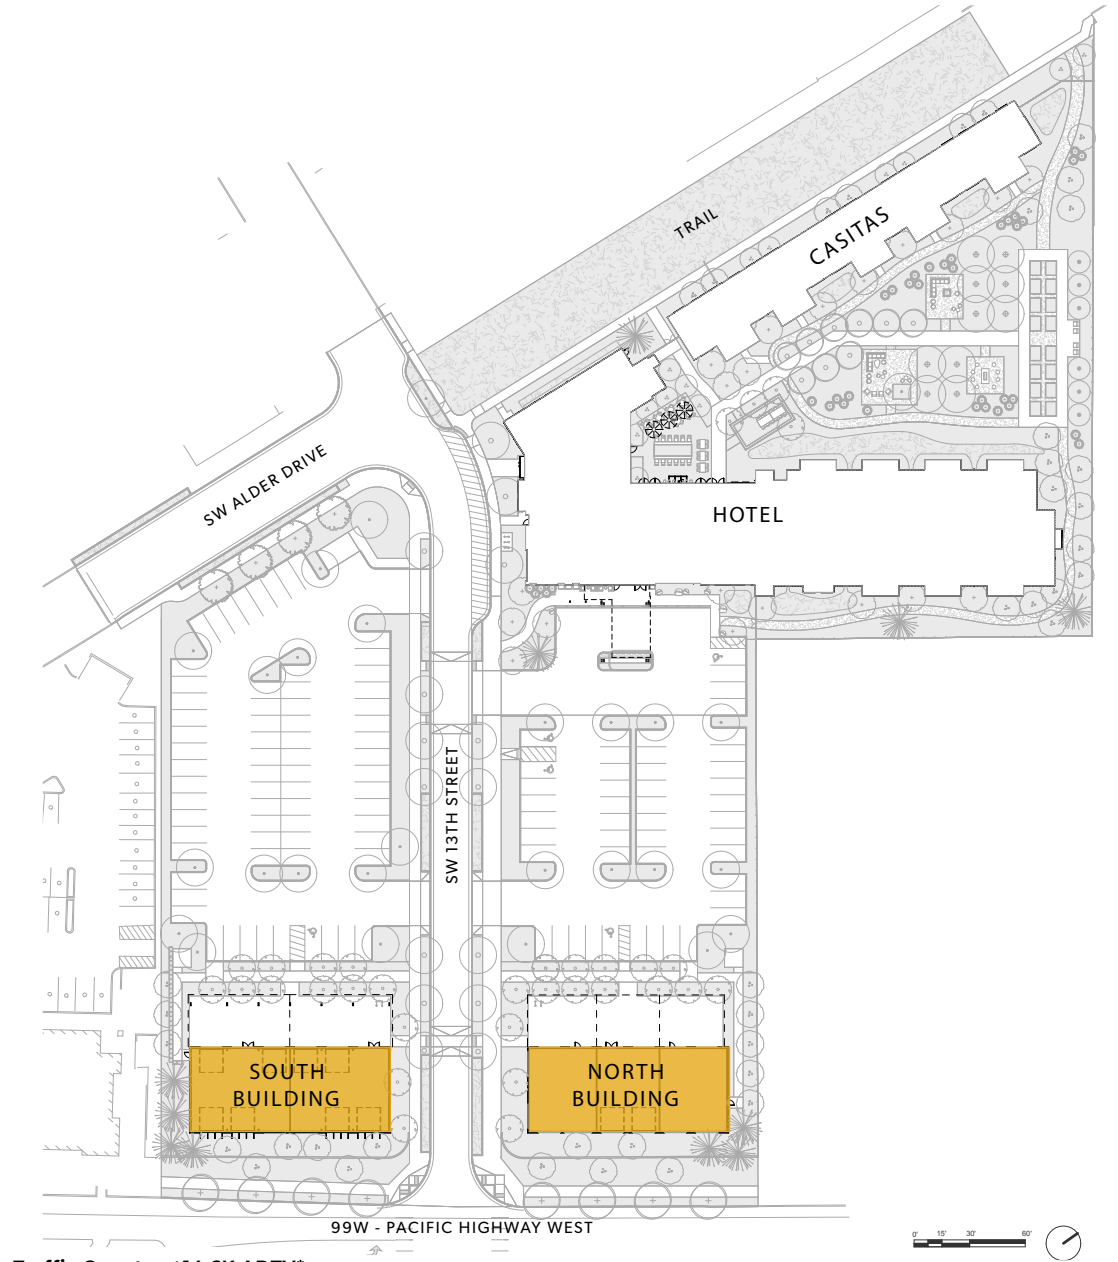 TRAIL
CASITAS
SW ALDER DRIVE
HOTEL
SW 13TH STREET
SOUTH
BUILDING
NORTH
BUILDING
99W - PACIFIC HIGHWAY WEST
0' 15' 30' 60'